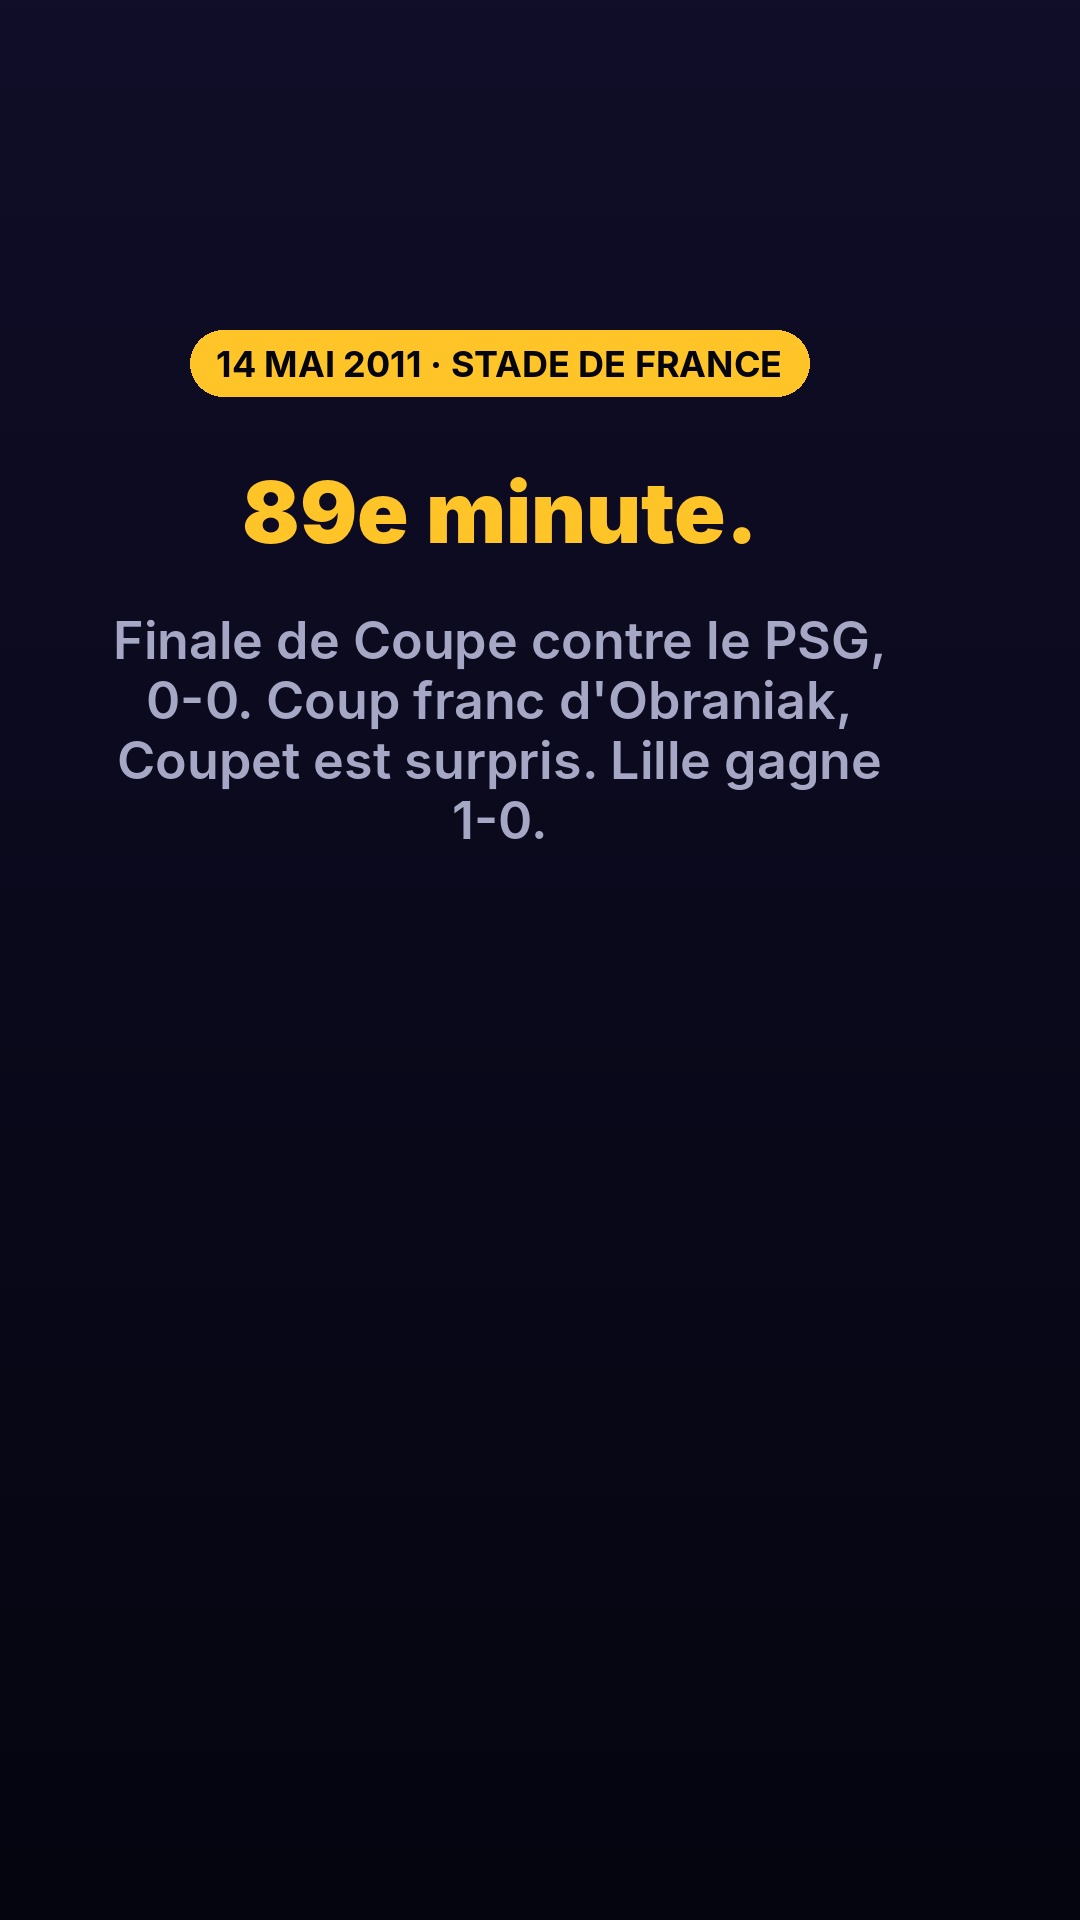 14 MAI 2011 · STADE DE FRANCE
89e minute.
Finale de Coupe contre le PSG,
0-0. Coup franc d'Obraniak,
Coupet est surpris. Lille gagne
1-0.